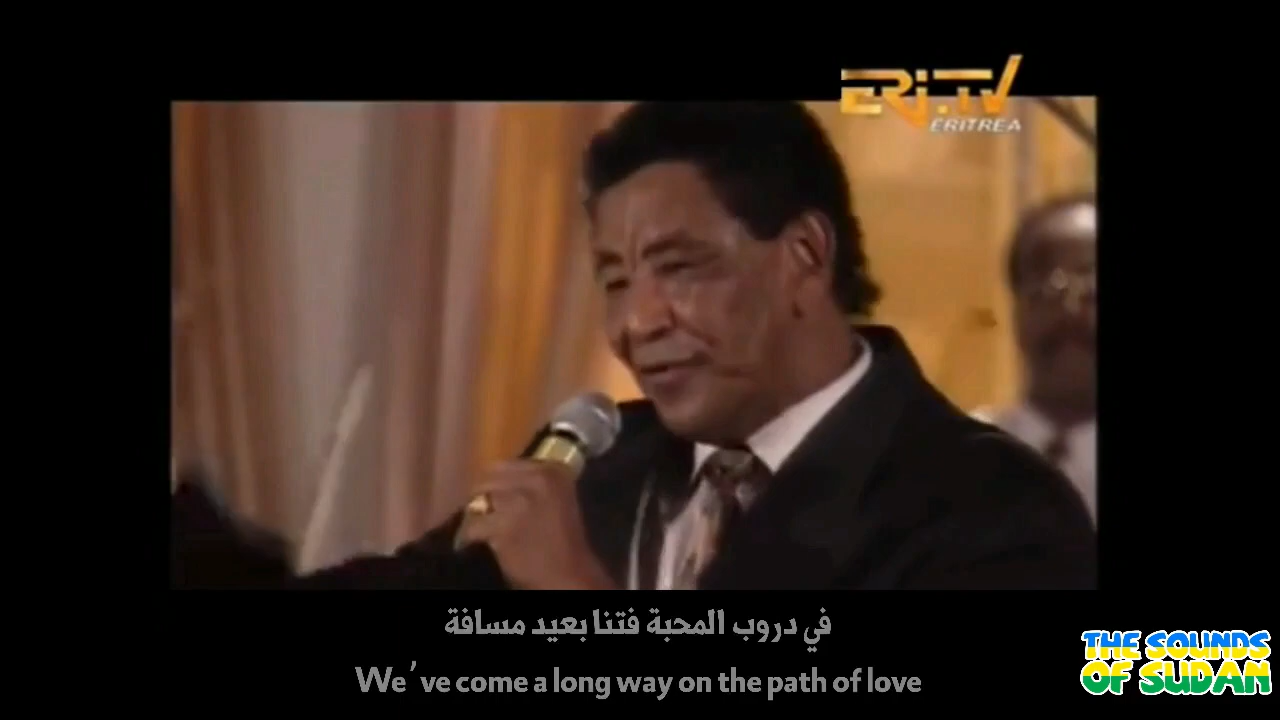 ERi.TV
ERITREA
في دروب المحبة فتنا بعيد مسافة
We've come a long way on the path of love
THE SOUNDS
OF SUDAN